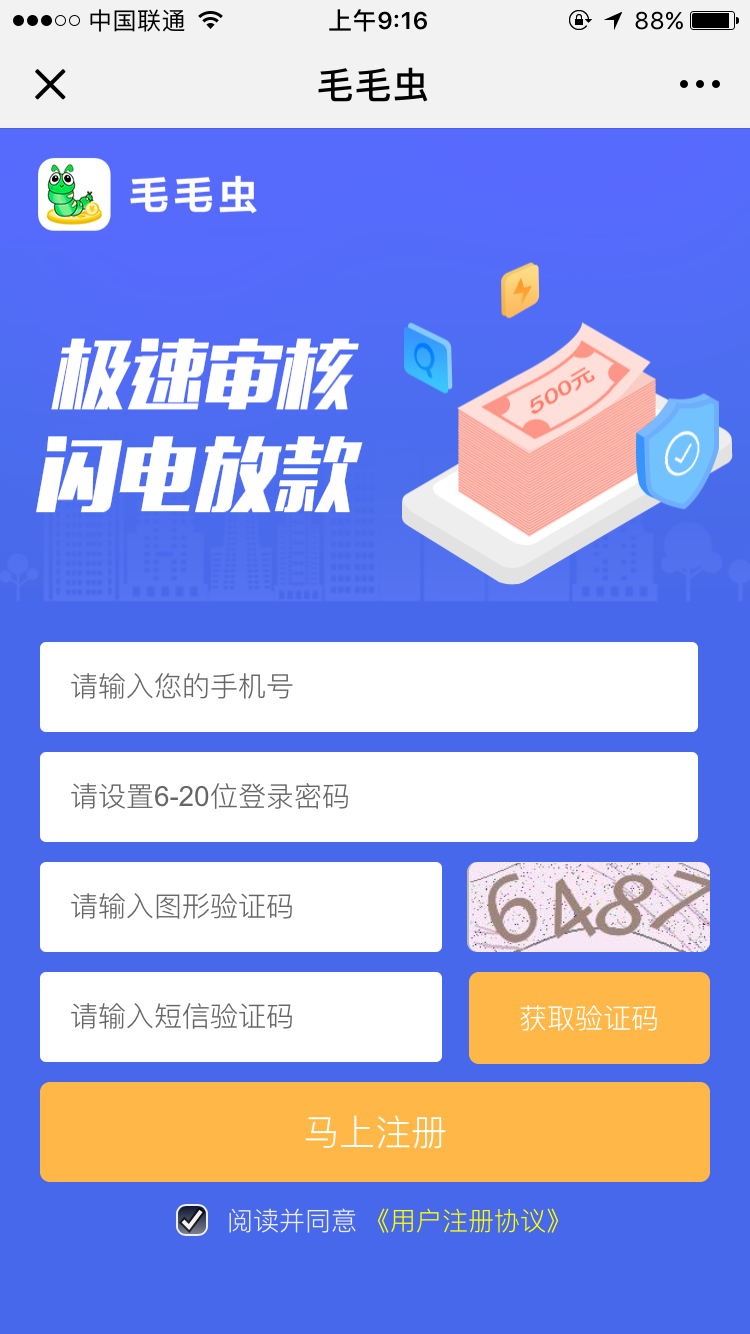 中国联通 上午9:16 88%
毛毛虫
毛毛虫
极速审核
闪电放款
500元
请输入您的手机号
请设置6-20位登录密码
请输入图形验证码 6487
请输入短信验证码 获取验证码
马上注册
阅读并同意 《用户注册协议》